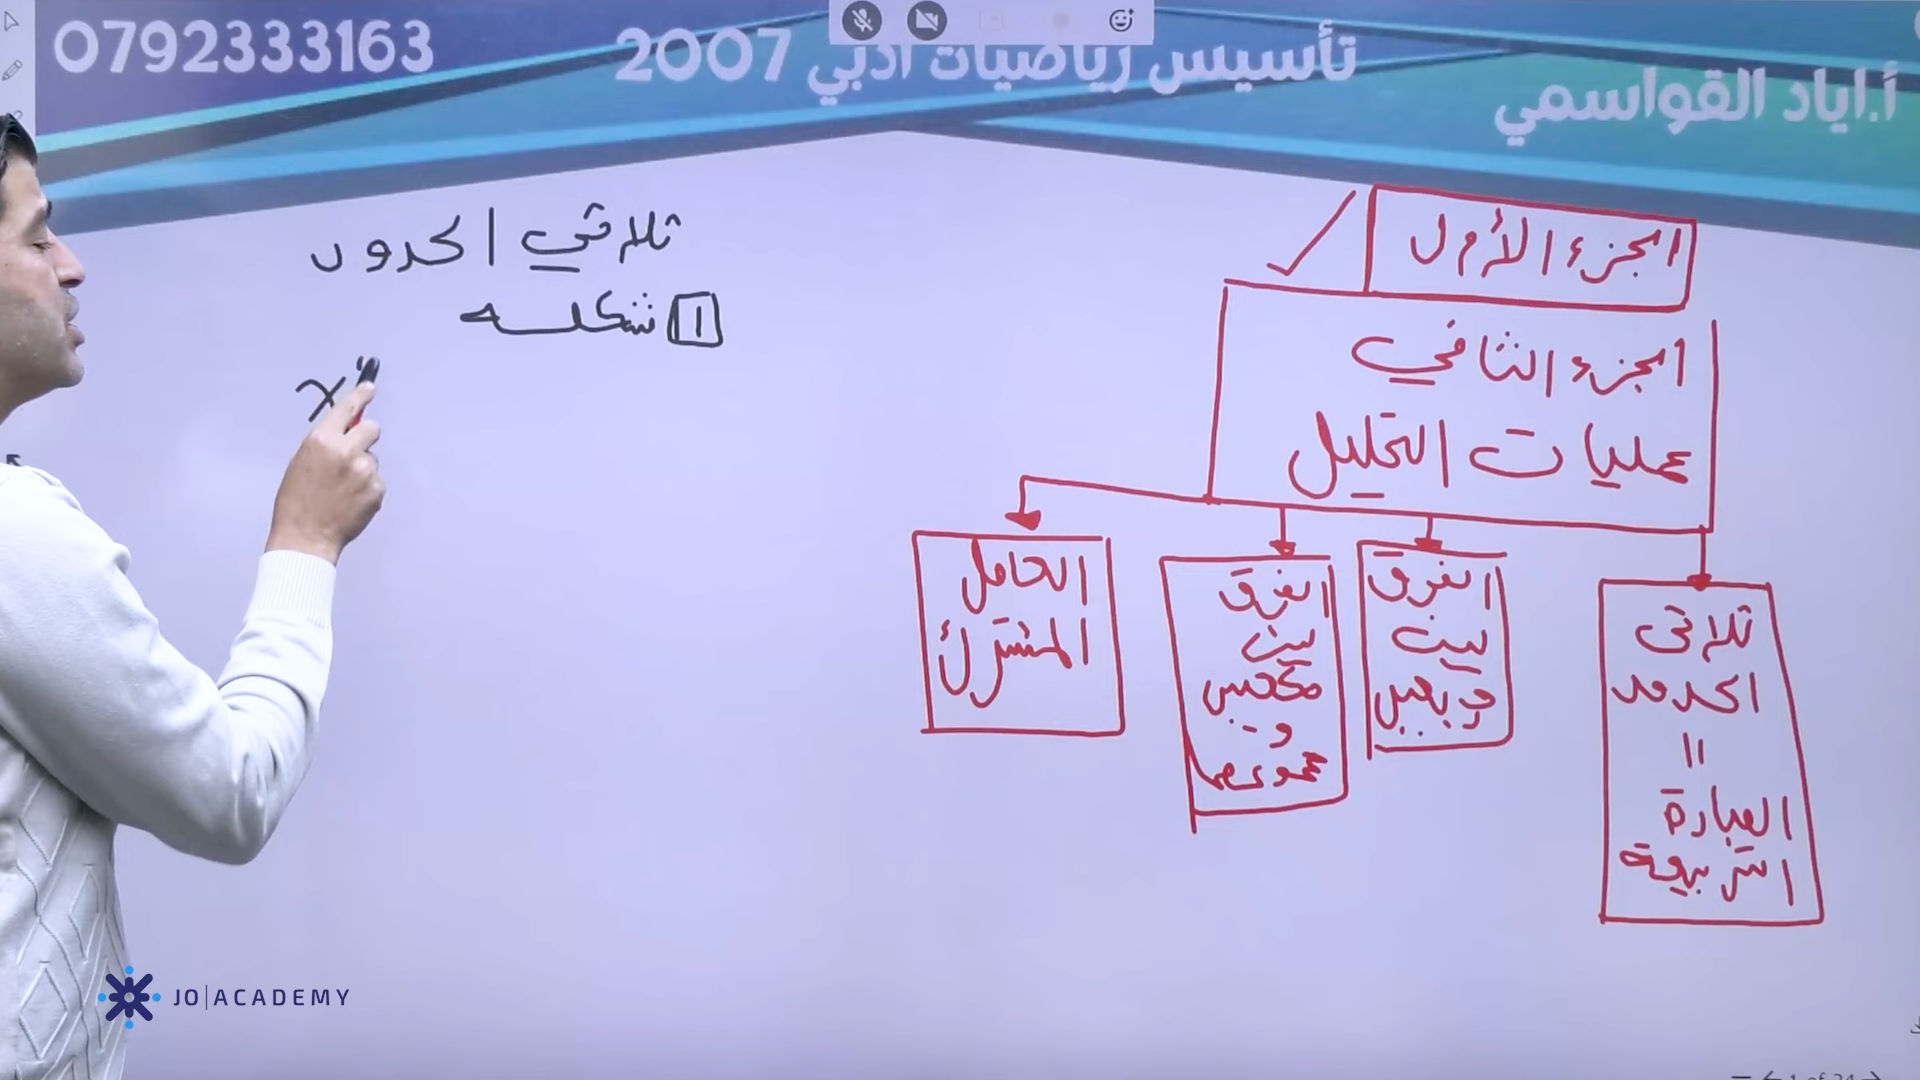 0792333163
تأسيس رياضيات أدبي 2007
أ.اياد القواسمي
الجزء الأول
الجزء الثاني
عمليات التحليل
ثلاثي
الحدود
=
العبارة
التربيعية
الفرق
بين
مربعين
الفرق
بين
مكعبين
و
مجموعهما
العامل
المشترك
ثلاثي الحدود
1 شكله
x
JO|ACADEMY